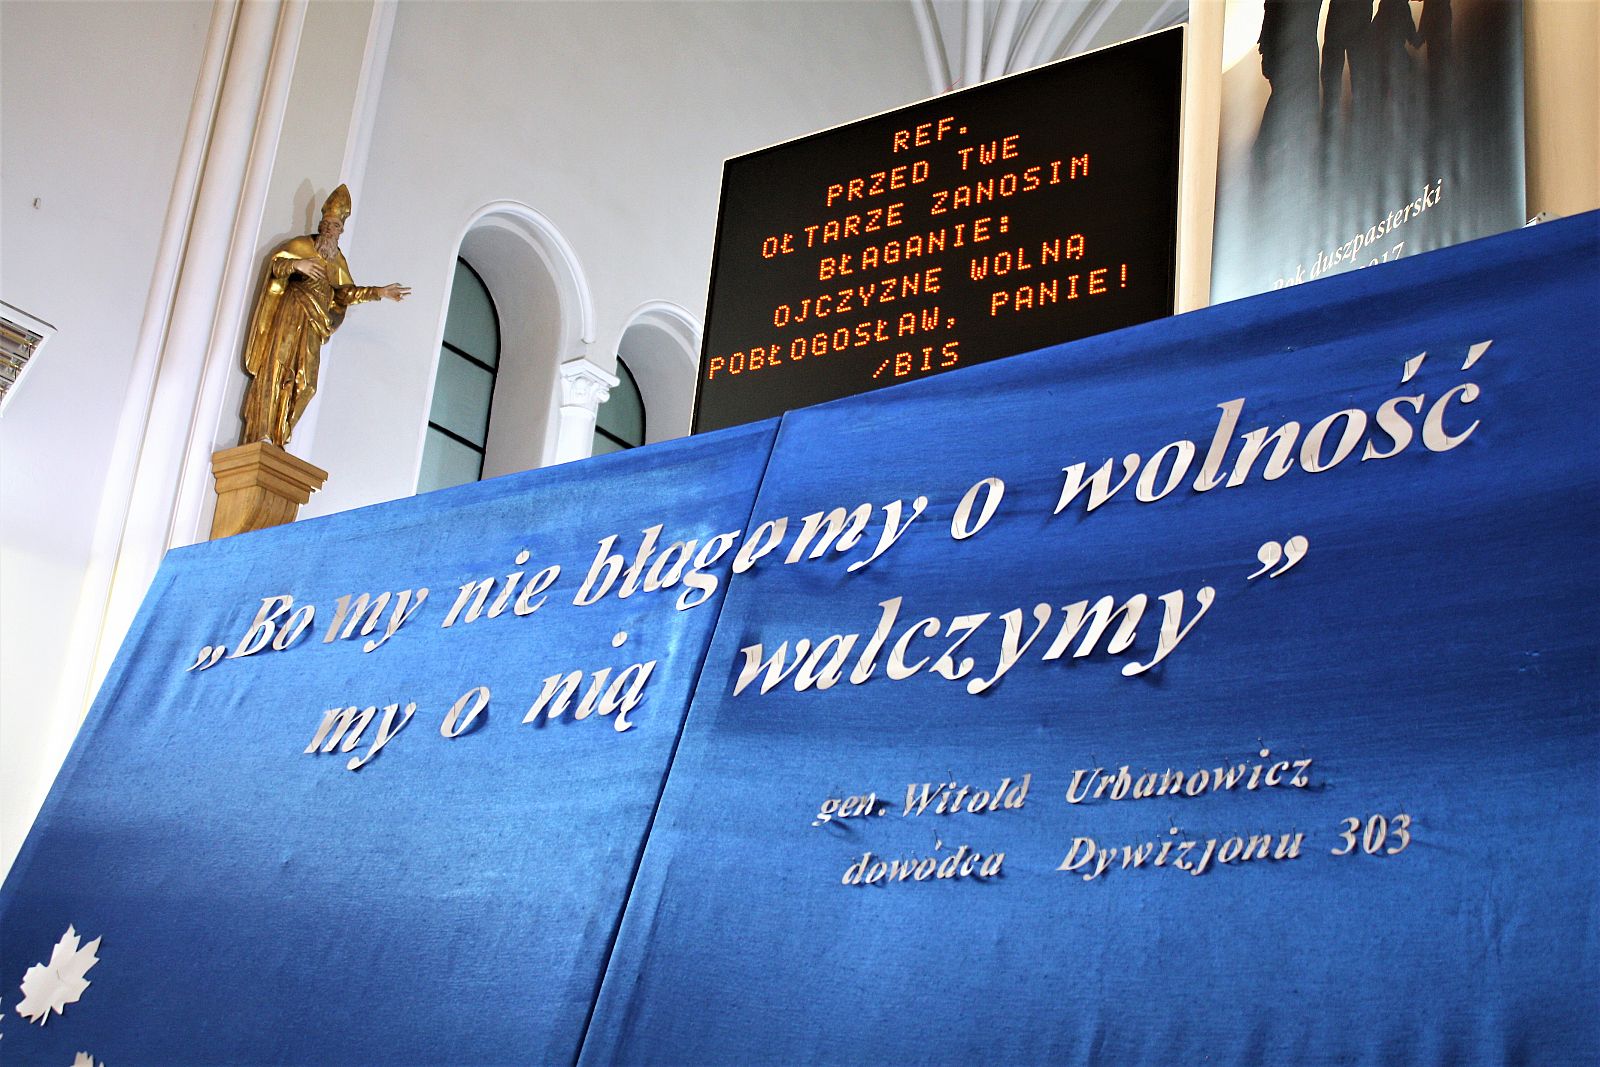 REF.
PRZED TWE
OŁTARZE ZANOSIM
BŁAGANIE:
OJCZYZNĘ WOLNĄ
POBŁOGOSŁAW, PANIE!
/BIS
Rok duszpasterski
2017
„Bo my nie błagamy o wolność
my o nią walczymy”
gen. Witold Urbanowicz
dowódca Dywizjonu 303